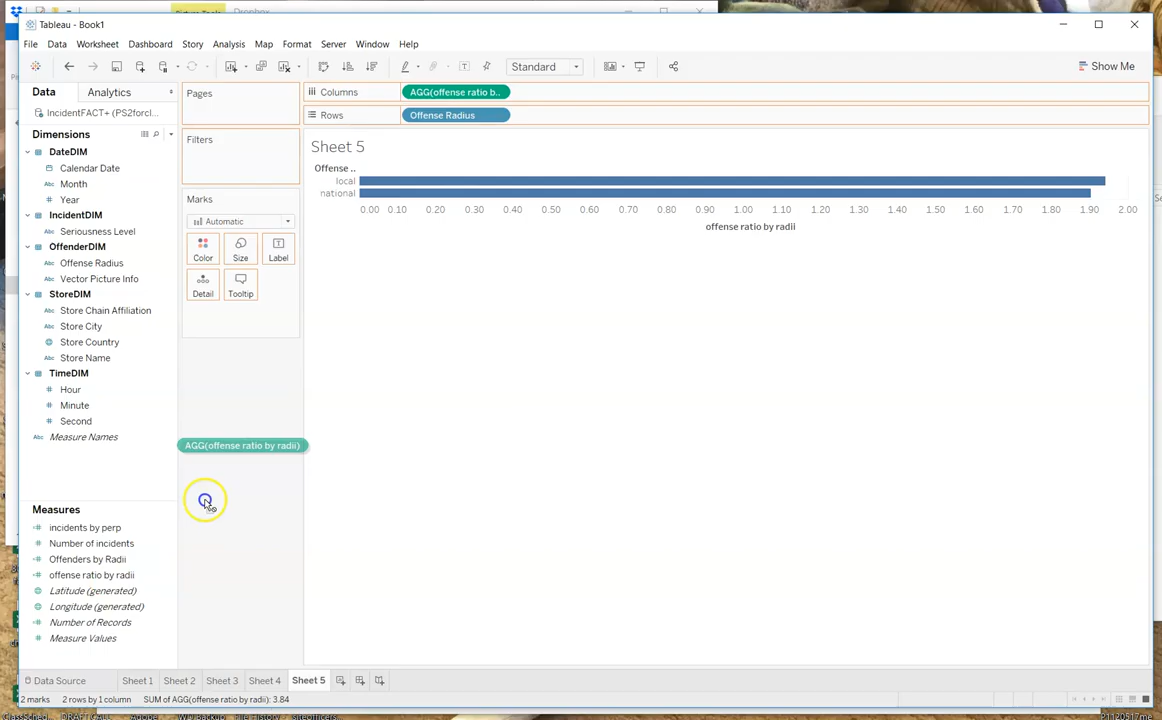 Tableau - Book1
File Data Worksheet Dashboard Story Analysis Map Format Server Window Help
Standard
Show Me
Data Analytics
IncidentFACT+ (PS2forcl...
Dimensions
DateDIM
Calendar Date
Abc Month
# Year
IncidentDIM
Abc Seriousness Level
OffenderDIM
Abc Offense Radius
Abc Vector Picture Info
StoreDIM
Abc Store Chain Affiliation
Abc Store City
Store Country
Abc Store Name
TimeDIM
# Hour
# Minute
# Second
Abc Measure Names
Measures
=# incidents by perp
=# Number of incidents
=# Offenders by Radii
=# offense ratio by radii
Latitude (generated)
Longitude (generated)
=# Number of Records
# Measure Values
Pages
Filters
Marks
Automatic
Color Size Label
Detail Tooltip
AGG(offense ratio by radii)
Columns AGG(offense ratio b..
Rows Offense Radius
Sheet 5
Offense ..
local
national
0.00 0.10 0.20 0.30 0.40 0.50 0.60 0.70 0.80 0.90 1.00 1.10 1.20 1.30 1.40 1.50 1.60 1.70 1.80 1.90 2.00
offense ratio by radii
Data Source Sheet 1 Sheet 2 Sheet 3 Sheet 4 Sheet 5
2 marks 2 rows by 1 column SUM of AGG(offense ratio by radii): 3.84